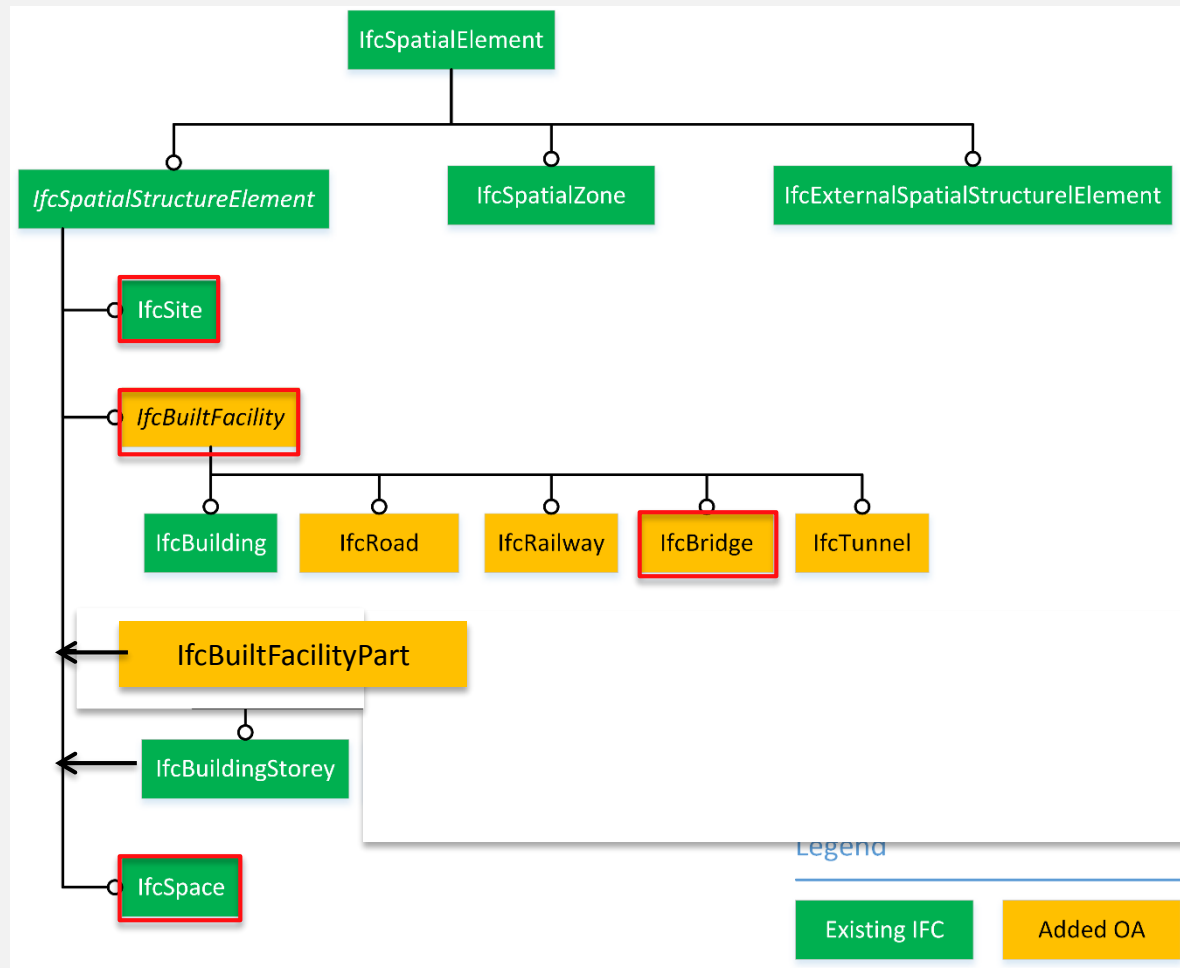 IfcSpatialElement
IfcSpatialStructureElement
IfcSpatialZone
IfcExternalSpatialStructurelElement
IfcSite
IfcBuiltFacility
IfcBuilding
IfcRoad
IfcRailway
IfcBridge
IfcTunnel
IfcBuiltFacilityPart
IfcBuildingStorey
Legend
IfcSpace
Existing IFC
Added OA